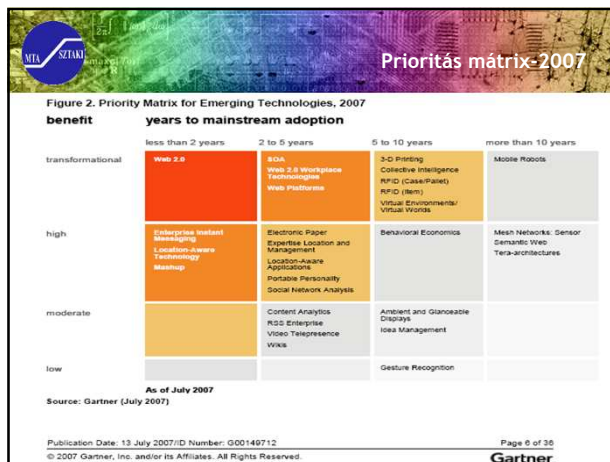 MTA SZTAKI
Prioritás mátrix-2007
Figure 2. Priority Matrix for Emerging Technologies, 2007
benefit years to mainstream adoption
less than 2 years 2 to 5 years 5 to 10 years more than 10 years
transformational
Web 2.0
SOA
Web 2.0 Workplace
Technologies
Web Platforms
3-D Printing
Collective Intelligence
RFID (Case/Pallet)
RFID (Item)
Virtual Environments/
Virtual Worlds
Mobile Robots
high
Enterprise Instant
Messaging
Location-Aware
Technology
Mashup
Electronic Paper
Expertise Location and
Management
Location-Aware
Applications
Portable Personality
Social Network Analysis
Behavioral Economics
Mesh Networks: Sensor
Semantic Web
Tera-architectures
moderate
Content Analytics
RSS Enterprise
Video Telepresence
Wikis
Ambient and Glanceable
Displays
Idea Management
low
Gesture Recognition
As of July 2007
Source: Gartner (July 2007)
Publication Date: 13 July 2007/ID Number: G00149712 Page 6 of 36
© 2007 Gartner, Inc. and/or its Affiliates. All Rights Reserved. Gartner